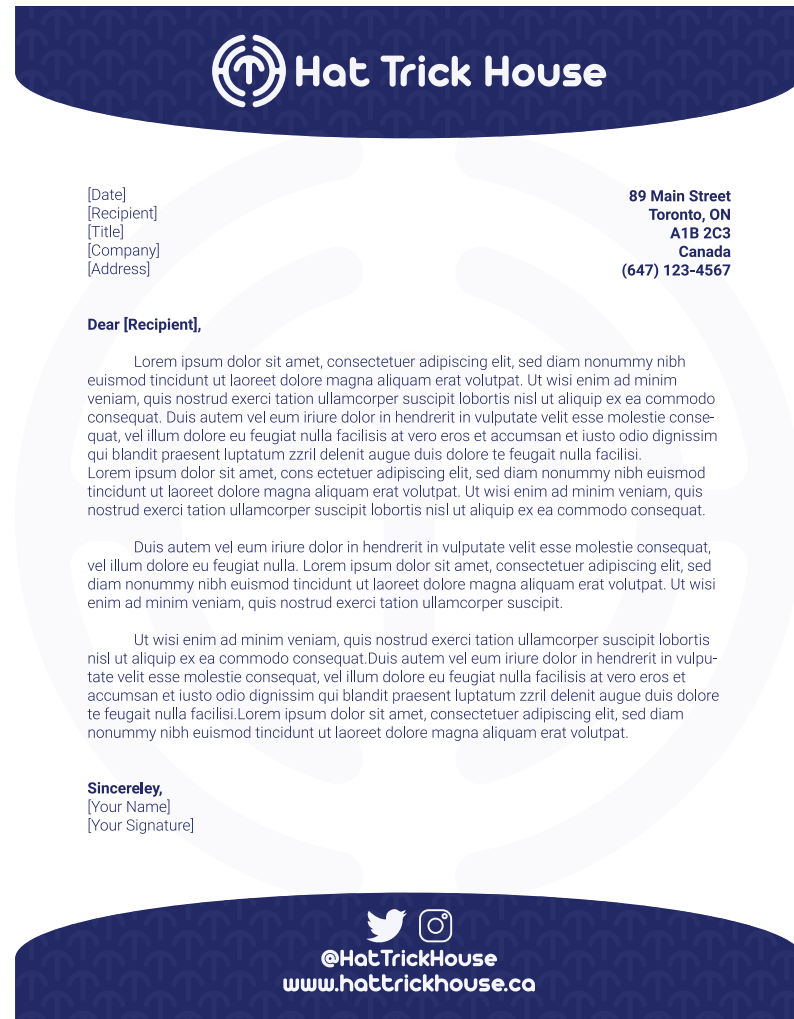 Hat Trick House
[Date]
[Recipient]
[Title]
[Company]
[Address]
89 Main Street
Toronto, ON
A1B 2C3
Canada
(647) 123-4567
Dear [Recipient],
Lorem ipsum dolor sit amet, consectetuer adipiscing elit, sed diam nonummy nibh
euismod tincidunt ut laoreet dolore magna aliquam erat volutpat. Ut wisi enim ad minim
veniam, quis nostrud exerci tation ullamcorper suscipit lobortis nisl ut aliquip ex ea commodo
consequat. Duis autem vel eum iriure dolor in hendrerit in vulputate velit esse molestie conse-
quat, vel illum dolore eu feugiat nulla facilisis at vero eros et accumsan et iusto odio dignissim
qui blandit praesent luptatum zzril delenit augue duis dolore te feugait nulla facilisi.
Lorem ipsum dolor sit amet, cons ectetuer adipiscing elit, sed diam nonummy nibh euismod
tincidunt ut laoreet dolore magna aliquam erat volutpat. Ut wisi enim ad minim veniam, quis
nostrud exerci tation ullamcorper suscipit lobortis nisl ut aliquip ex ea commodo consequat.
Duis autem vel eum iriure dolor in hendrerit in vulputate velit esse molestie consequat,
vel illum dolore eu feugiat nulla. Lorem ipsum dolor sit amet, consectetuer adipiscing elit, sed
diam nonummy nibh euismod tincidunt ut laoreet dolore magna aliquam erat volutpat. Ut wisi
enim ad minim veniam, quis nostrud exerci tation ullamcorper suscipit.
Ut wisi enim ad minim veniam, quis nostrud exerci tation ullamcorper suscipit lobortis
nisl ut aliquip ex ea commodo consequat.Duis autem vel eum iriure dolor in hendrerit in vulpu-
tate velit esse molestie consequat, vel illum dolore eu feugiat nulla facilisis at vero eros et
accumsan et iusto odio dignissim qui blandit praesent luptatum zzril delenit augue duis dolore
te feugait nulla facilisi.Lorem ipsum dolor sit amet, consectetuer adipiscing elit, sed diam
nonummy nibh euismod tincidunt ut laoreet dolore magna aliquam erat volutpat.
Sincereley,
[Your Name]
[Your Signature]
@HatTrickHouse
www.hattrickhouse.ca